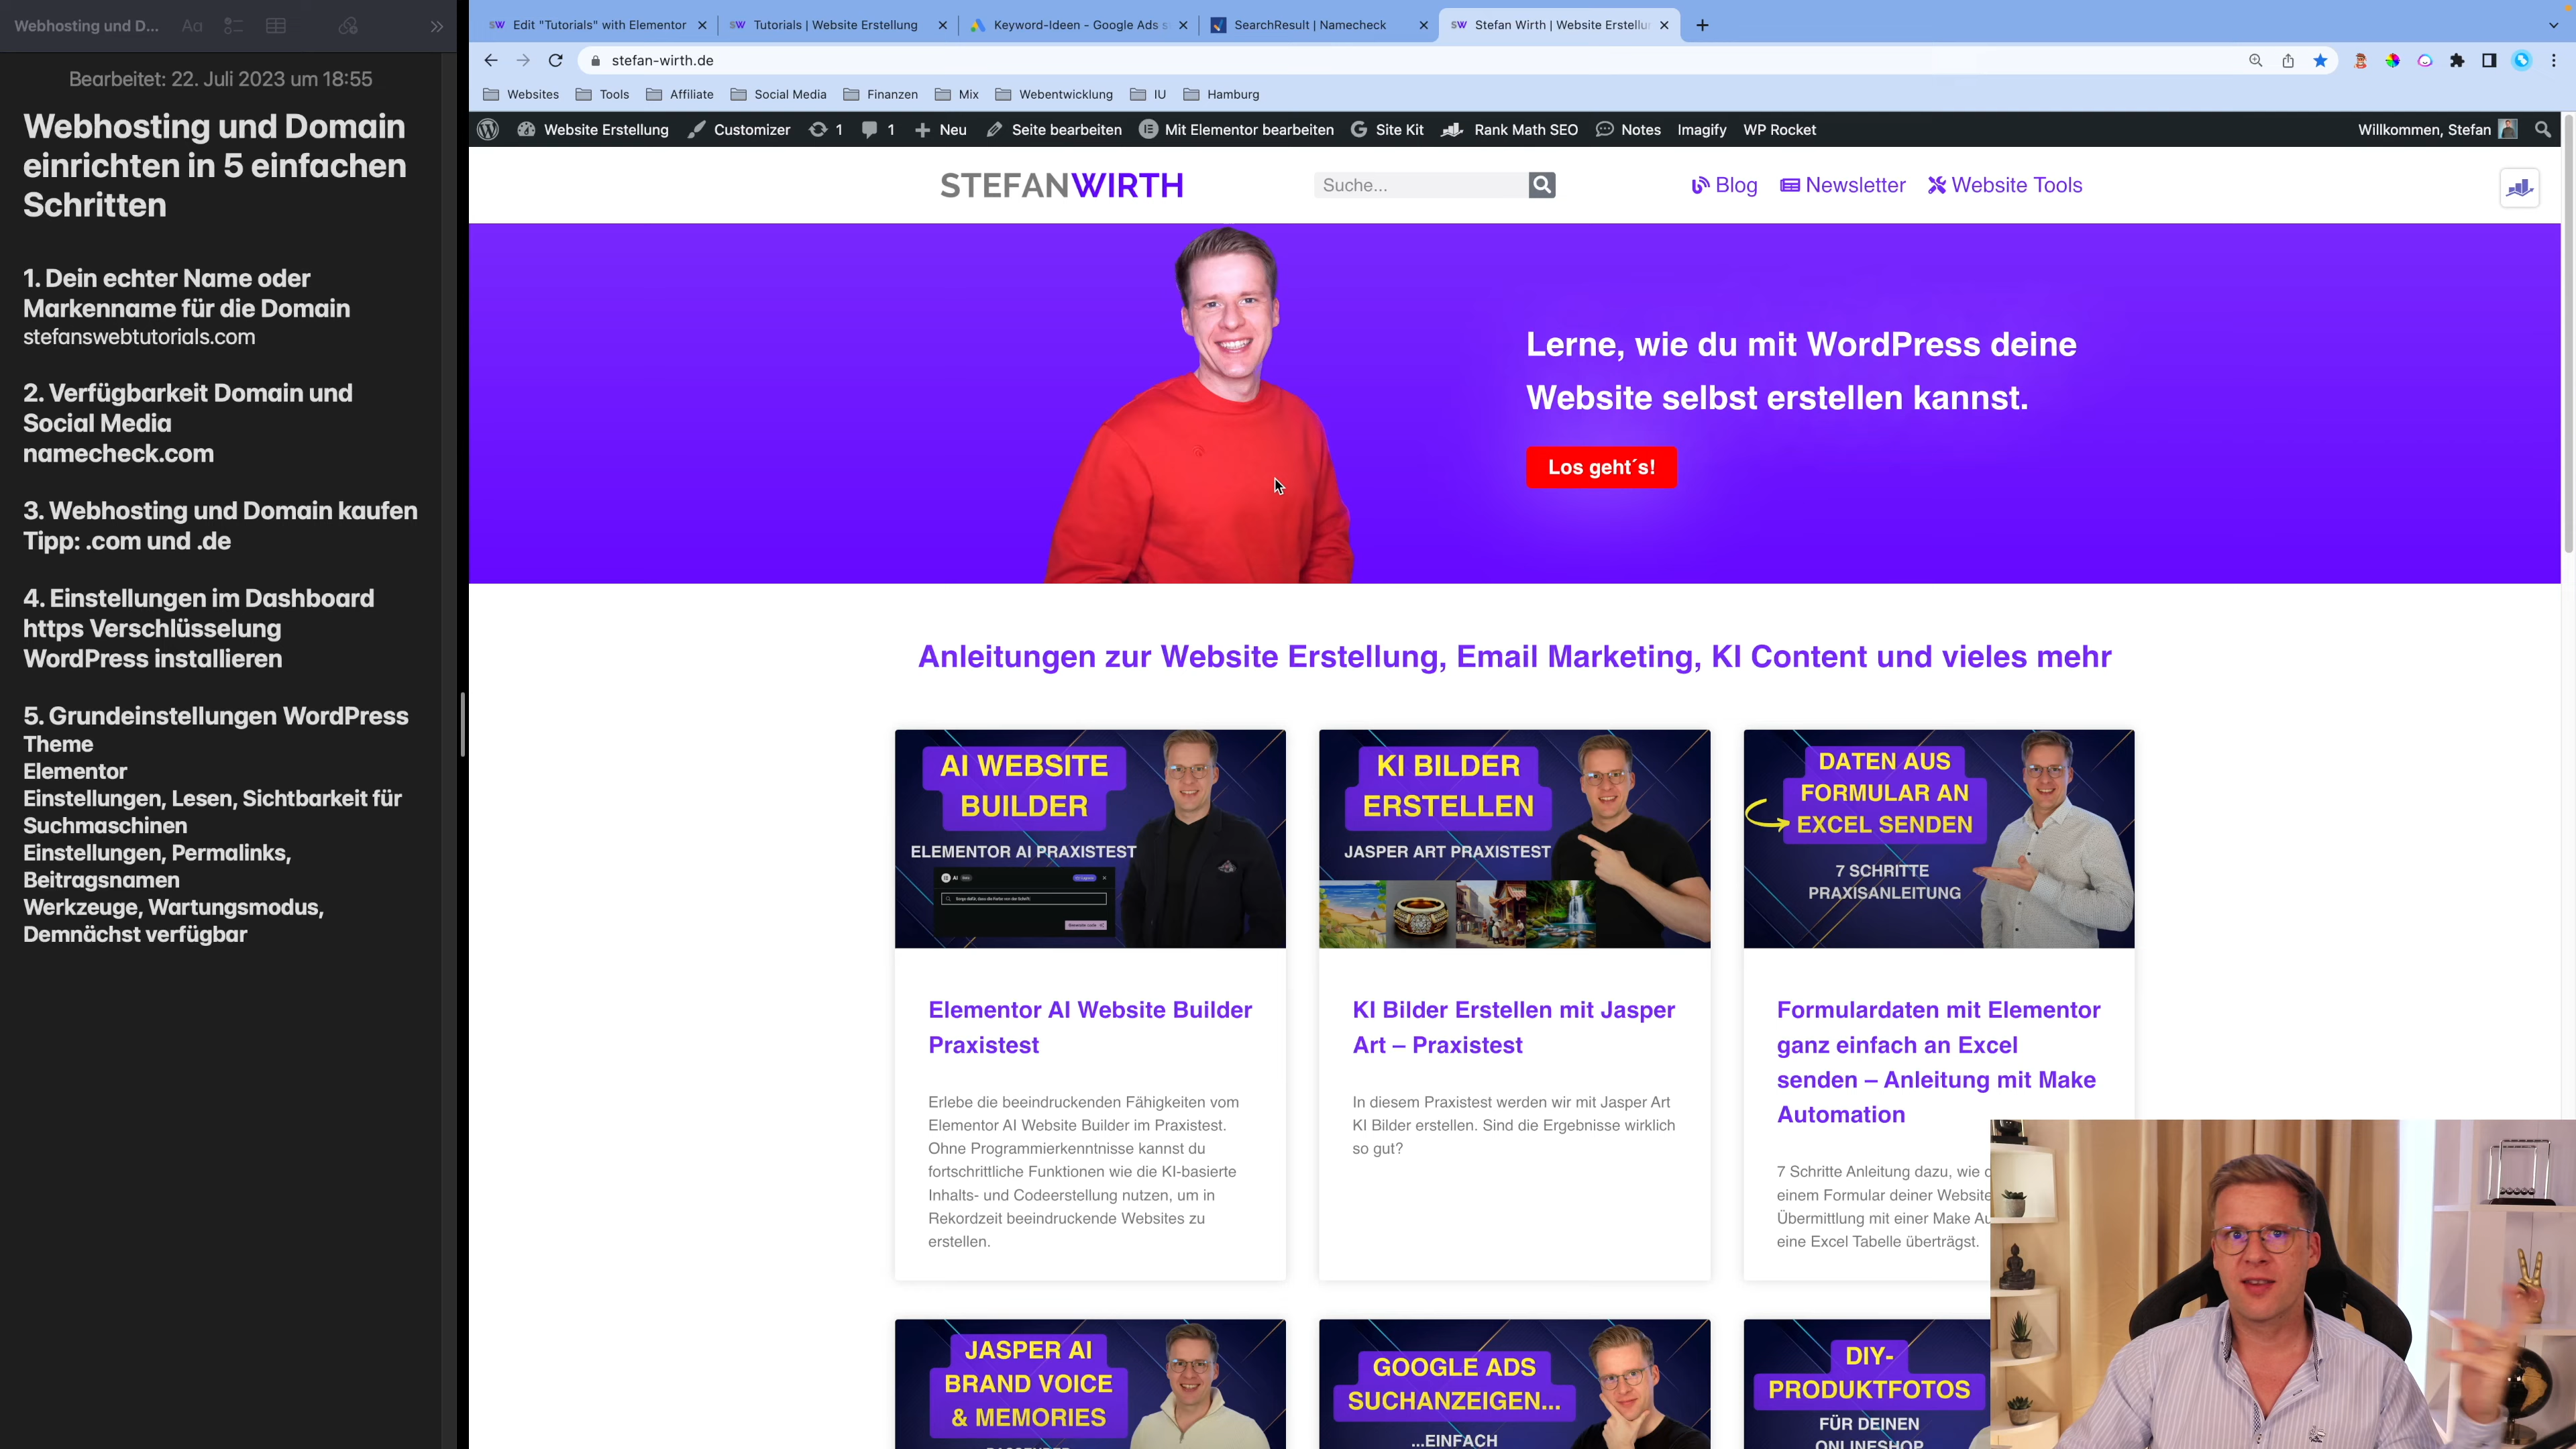 Webhosting und D...
Aa
Bearbeitet: 22. Juli 2023 um 18:55
Webhosting und Domain
einrichten in 5 einfachen
Schritten
1. Dein echter Name oder
Markenname für die Domain
stefanswebtutorials.com
2. Verfügbarkeit Domain und
Social Media
namecheck.com
3. Webhosting und Domain kaufen
Tipp: .com und .de
4. Einstellungen im Dashboard
https Verschlüsselung
WordPress installieren
5. Grundeinstellungen WordPress
Theme
Elementor
Einstellungen, Lesen, Sichtbarkeit für
Suchmaschinen
Einstellungen, Permalinks,
Beitragsnamen
Werkzeuge, Wartungsmodus,
Demnächst verfügbar
SW Edit "Tutorials" with Elementor
SW Tutorials | Website Erstellung
Keyword-Ideen - Google Ads
SearchResult | Namecheck
SW Stefan Wirth | Website Erstellu
stefan-wirth.de
Websites Tools Affiliate Social Media Finanzen Mix Webentwicklung IU Hamburg
Website Erstellung Customizer 1 1 Neu Seite bearbeiten Mit Elementor bearbeiten Site Kit Rank Math SEO Notes Imagify WP Rocket Willkommen, Stefan
STEFANWIRTH Suche... Blog Newsletter Website Tools
Lerne, wie du mit WordPress deine
Website selbst erstellen kannst.
Los geht´s!
Anleitungen zur Website Erstellung, Email Marketing, KI Content und vieles mehr
AI WEBSITE
BUILDER
ELEMENTOR AI PRAXISTEST
AI
Elementor AI Website Builder
Praxistest
Erlebe die beeindruckenden Fähigkeiten vom
Elementor AI Website Builder im Praxistest.
Ohne Programmierkenntnisse kannst du
fortschrittliche Funktionen wie die KI-basierte
Inhalts- und Codeerstellung nutzen, um in
Rekordzeit beeindruckende Websites zu
erstellen.
KI BILDER
ERSTELLEN
JASPER ART PRAXISTEST
KI Bilder Erstellen mit Jasper
Art – Praxistest
In diesem Praxistest werden wir mit Jasper Art
KI Bilder erstellen. Sind die Ergebnisse wirklich
so gut?
DATEN AUS
FORMULAR AN
EXCEL SENDEN
7 SCHRITTE
PRAXISANLEITUNG
Formulardaten mit Elementor
ganz einfach an Excel
senden – Anleitung mit Make
Automation
7 Schritte Anleitung dazu, wie
einem Formular deiner Website
Übermittlung mit einer Make
eine Excel Tabelle überträgst.
JASPER AI
BRAND VOICE
& MEMORIES
GOOGLE ADS
SUCHANZEIGEN...
...EINFACH
DIY-
PRODUKTFOTOS
FÜR DEINEN
ONLINESHOP